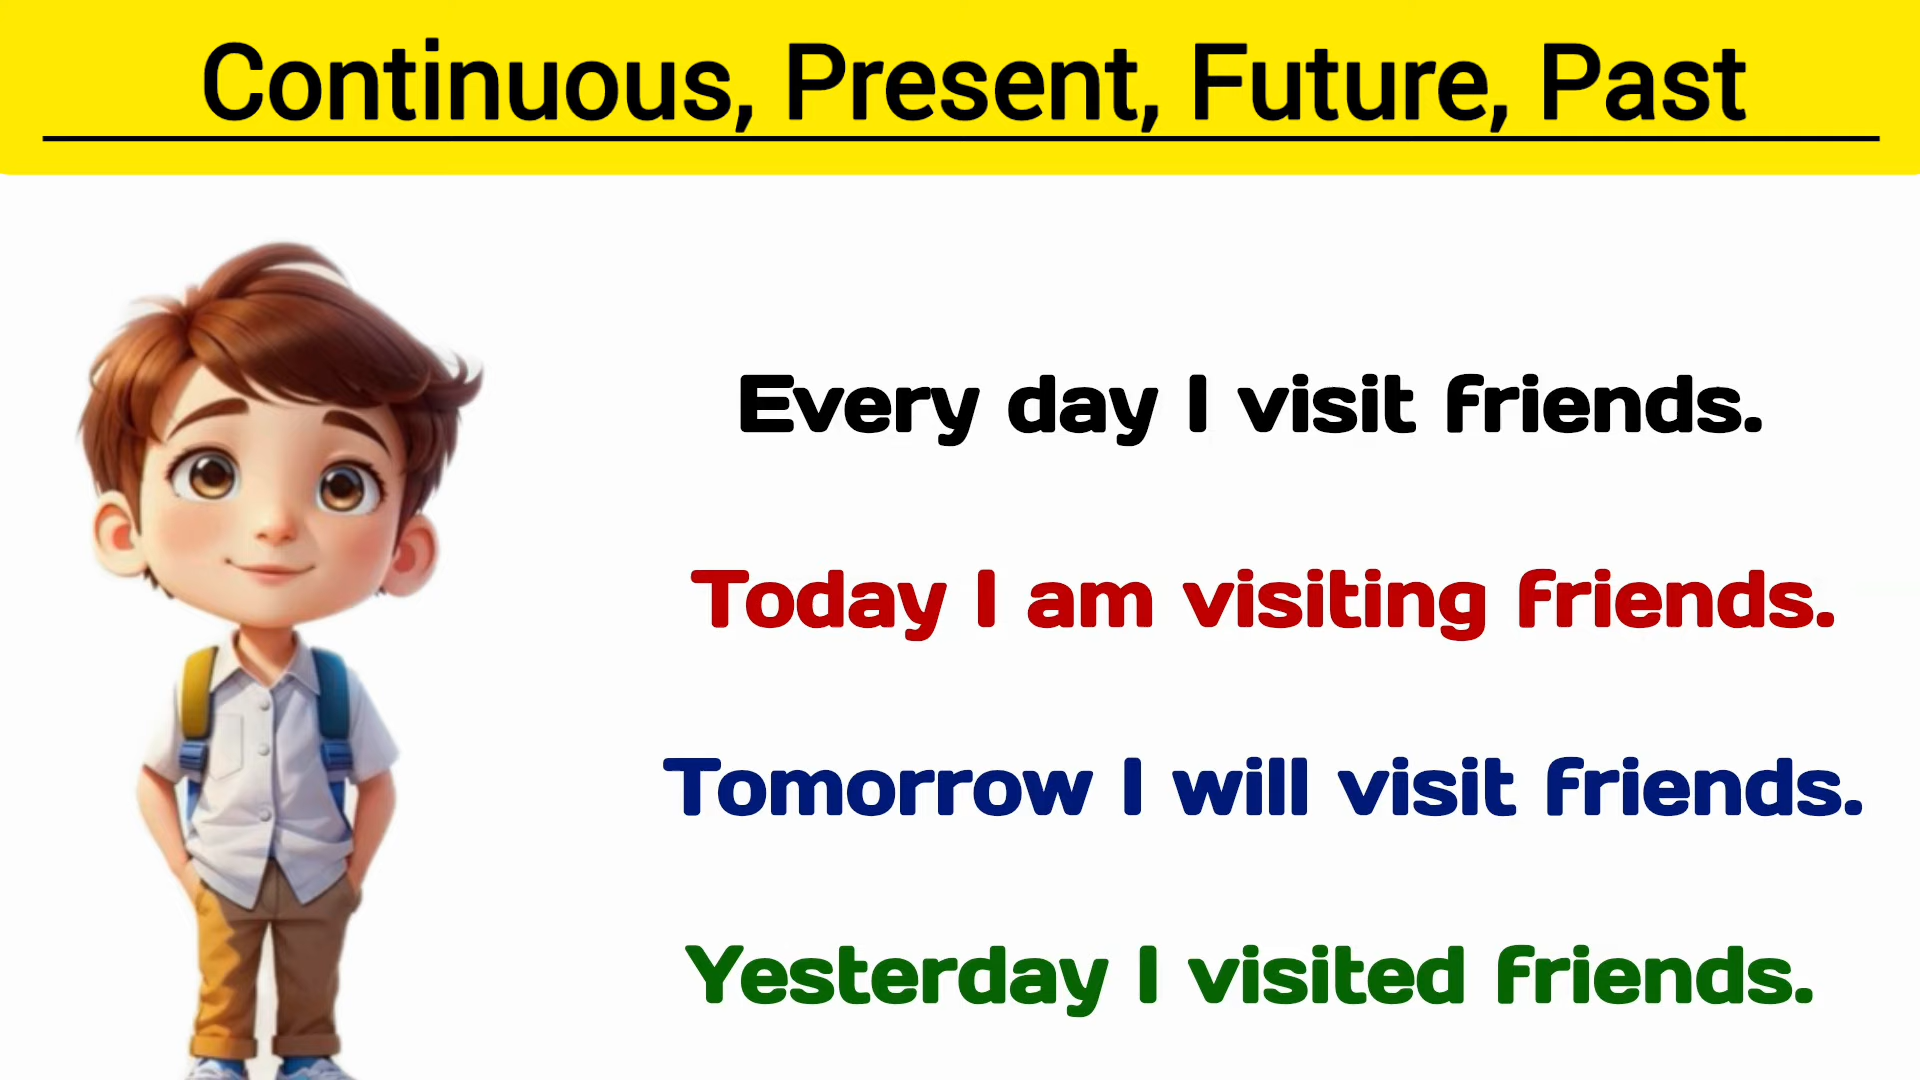 Continuous, Present, Future, Past
Every day I visit friends.
Today I am visiting friends.
Tomorrow I will visit friends.
Yesterday I visited friends.